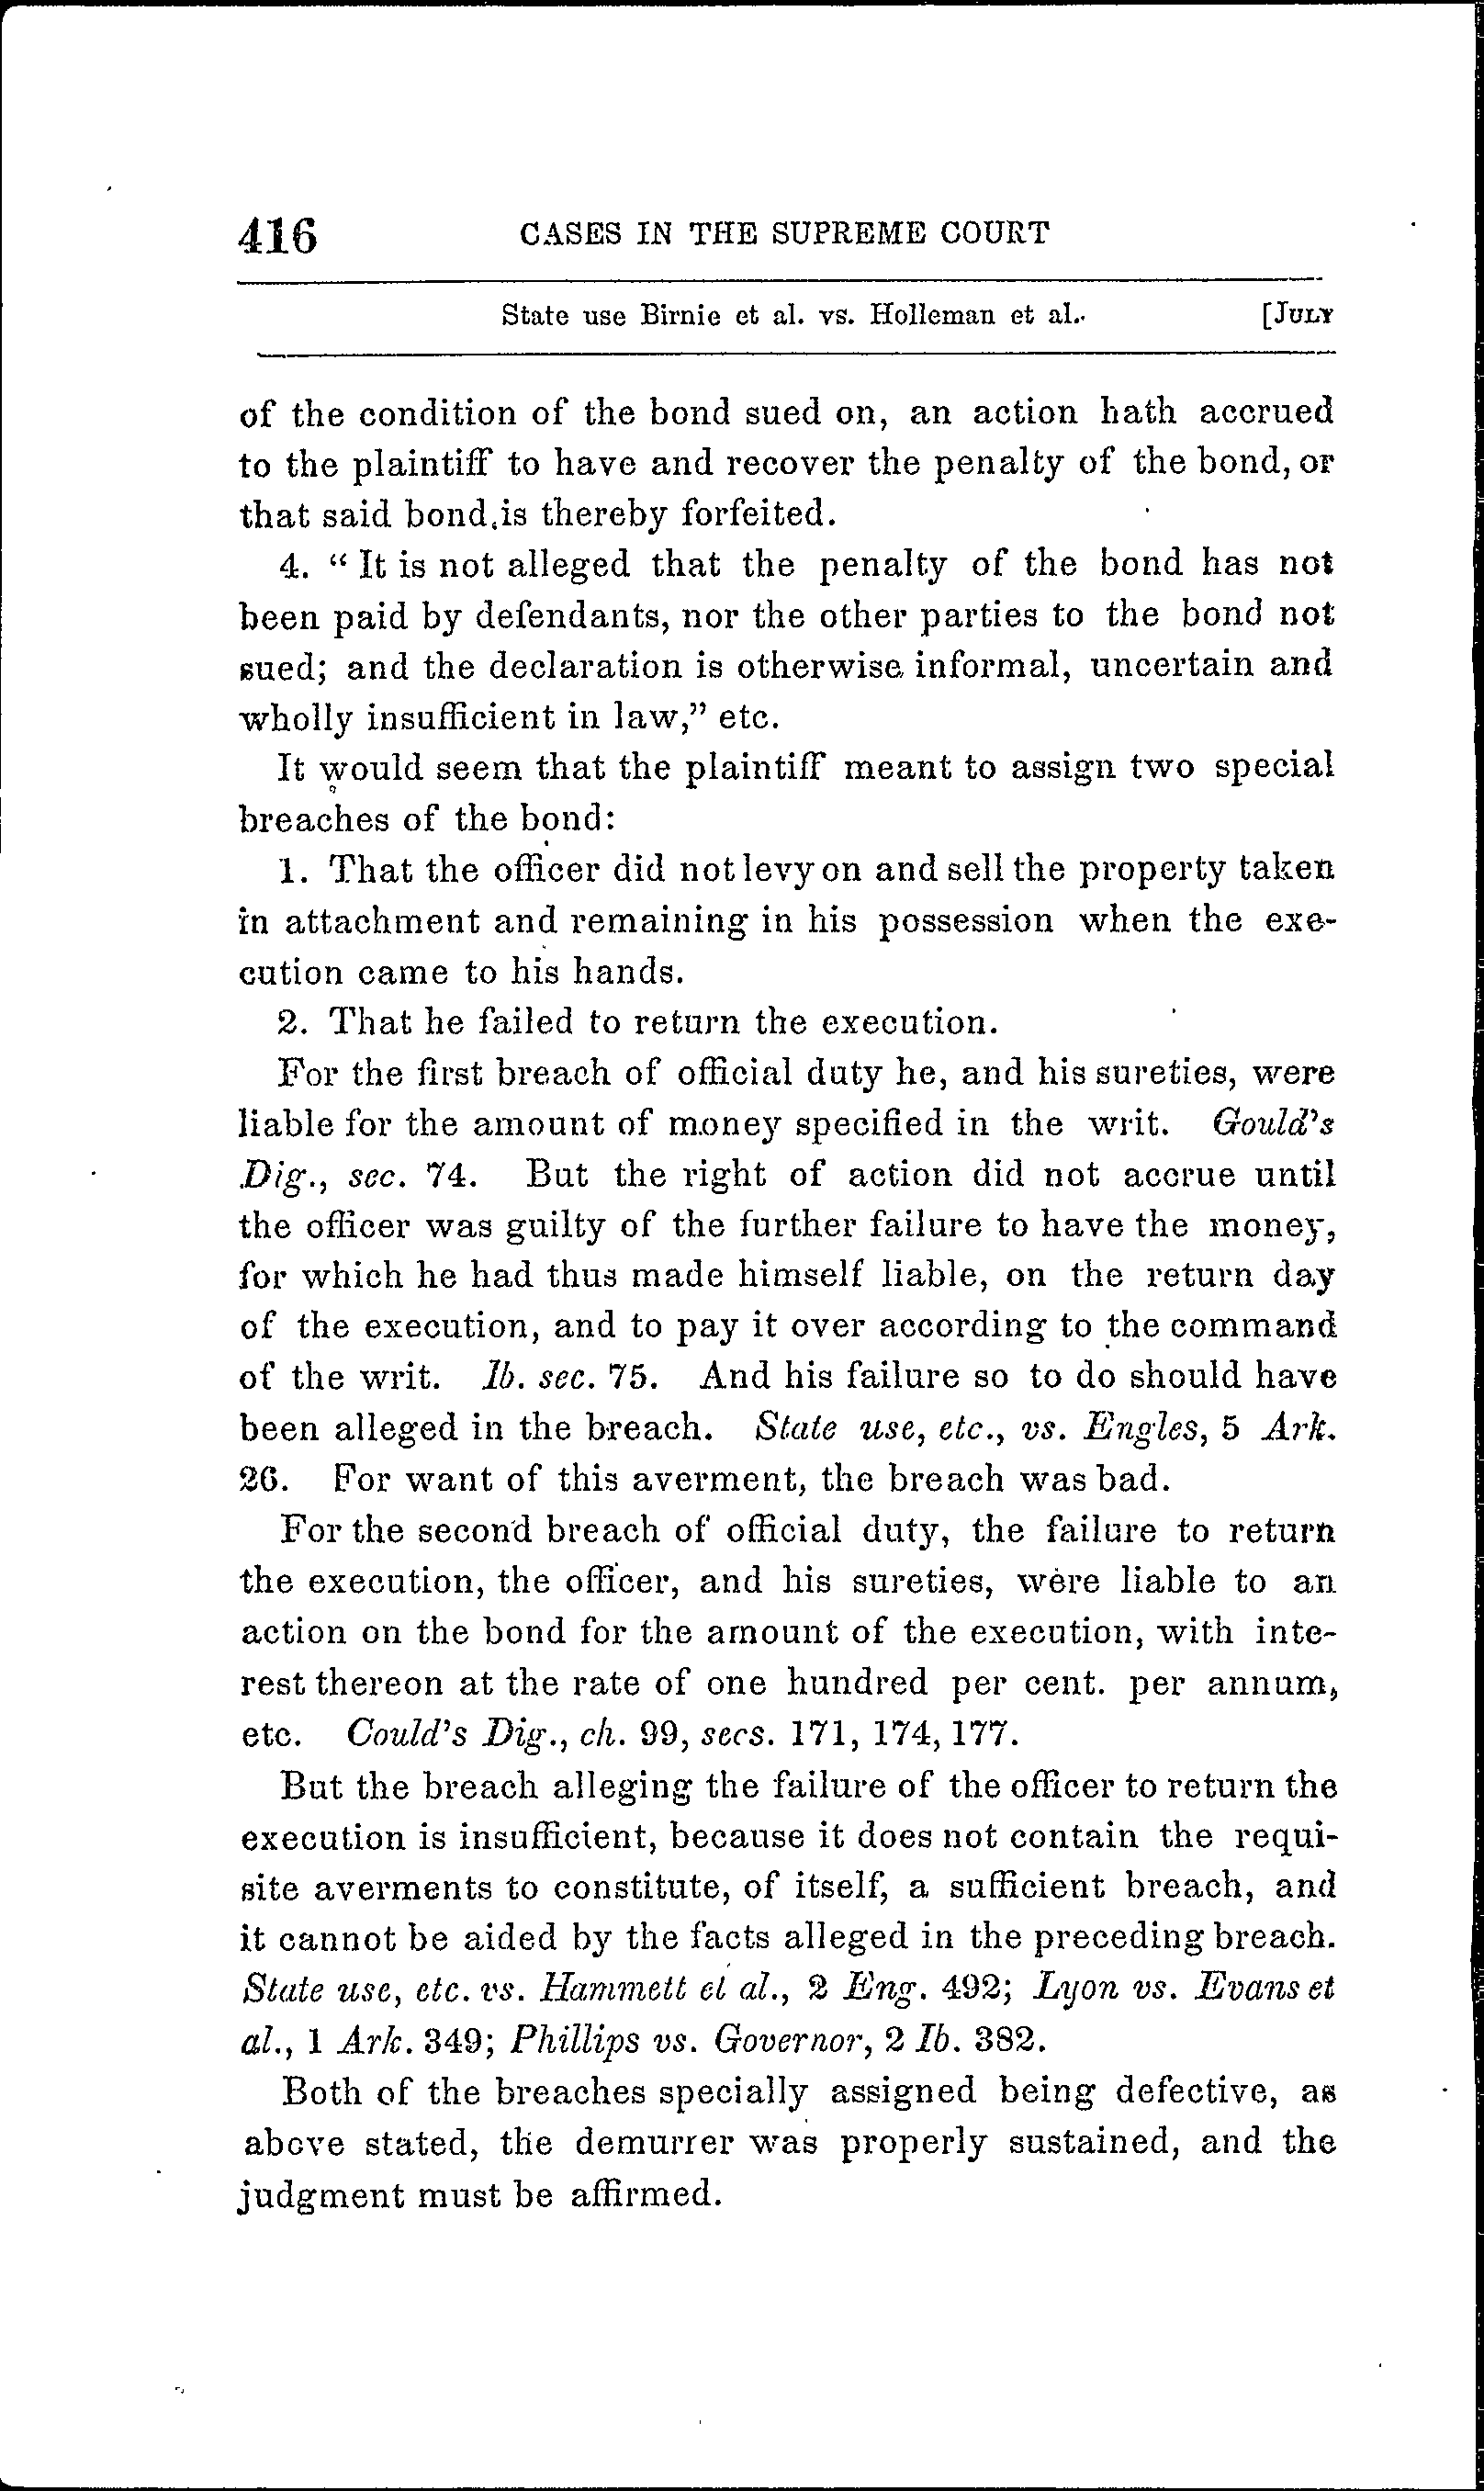 416 CASES IN THE SUPREME COURT
State use Birnie et al. vs. Holleman et al.. [JULY
of the condition of the bond sued on, an action hath accrued
to the plaintiff to have and recover the penalty of the bond, or
that said bond is thereby forfeited.
4. “ It is not alleged that the penalty of the bond has not
been paid by defendants, nor the other parties to the bond not
sued; and the declaration is otherwise informal, uncertain and
wholly insufficient in law,” etc.
It would seem that the plaintiff meant to assign two special
breaches of the bond:
1. That the officer did not levy on and sell the property taken
in attachment and remaining in his possession when the exe-
cution came to his hands.
2. That he failed to return the execution.
For the first breach of official duty he, and his sureties, were
liable for the amount of money specified in the writ. Gould's
Dig., sec. 74. But the right of action did not accrue until
the officer was guilty of the further failure to have the money,
for which he had thus made himself liable, on the return day
of the execution, and to pay it over according to the command
of the writ. Ib. sec. 75. And his failure so to do should have
been alleged in the breach. State use, etc., vs. Engles, 5 Ark.
26. For want of this averment, the breach was bad.
For the second breach of official duty, the failure to return
the execution, the officer, and his sureties, were liable to an
action on the bond for the amount of the execution, with inte-
rest thereon at the rate of one hundred per cent. per annum,
etc. Could's Dig., ch. 99, secs. 171, 174, 177.
But the breach alleging the failure of the officer to return the
execution is insufficient, because it does not contain the requi-
site averments to constitute, of itself, a sufficient breach, and
it cannot be aided by the facts alleged in the preceding breach.
State use, etc. vs. Hammett et al., 2 Eng. 492; Lyon vs. Evans et
al., 1 Ark. 349; Phillips vs. Governor, 2 Ib. 382.
Both of the breaches specially assigned being defective, as
above stated, the demurrer was properly sustained, and the
judgment must be affirmed.